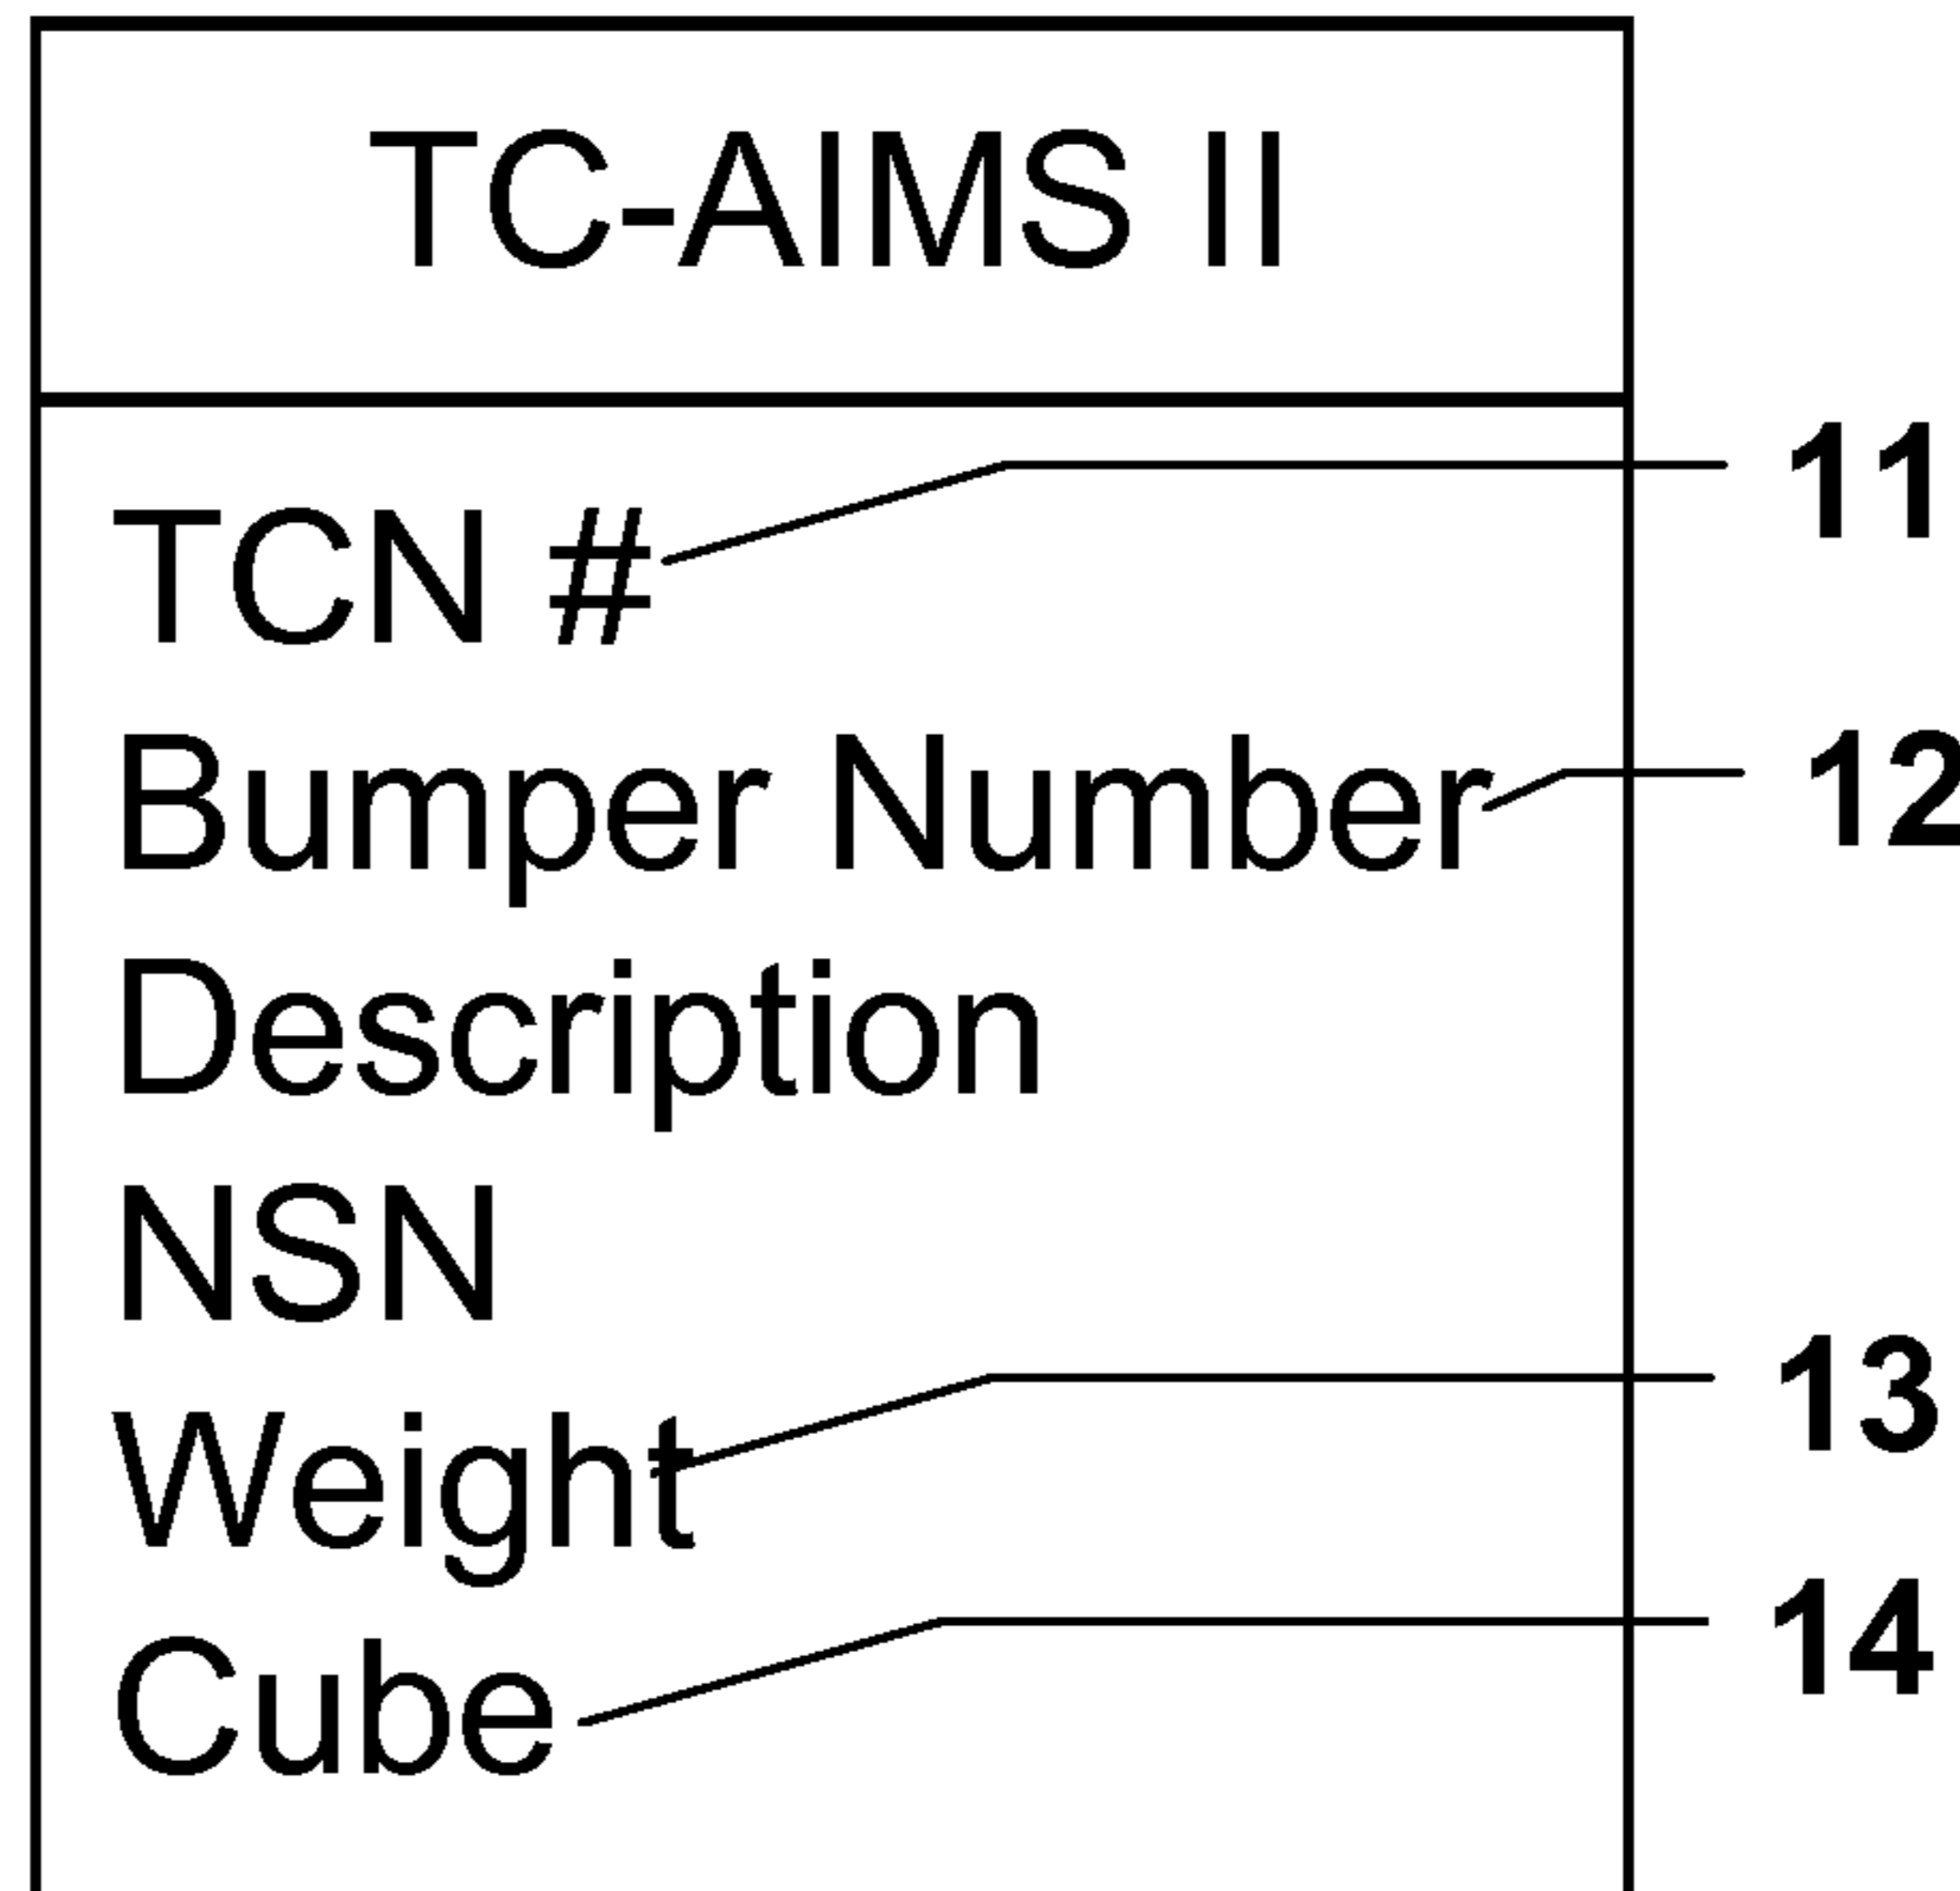 TC-AIMS II
11
TCN #
12
Bumper Number
Description
NSN
13
Weight
14
Cube